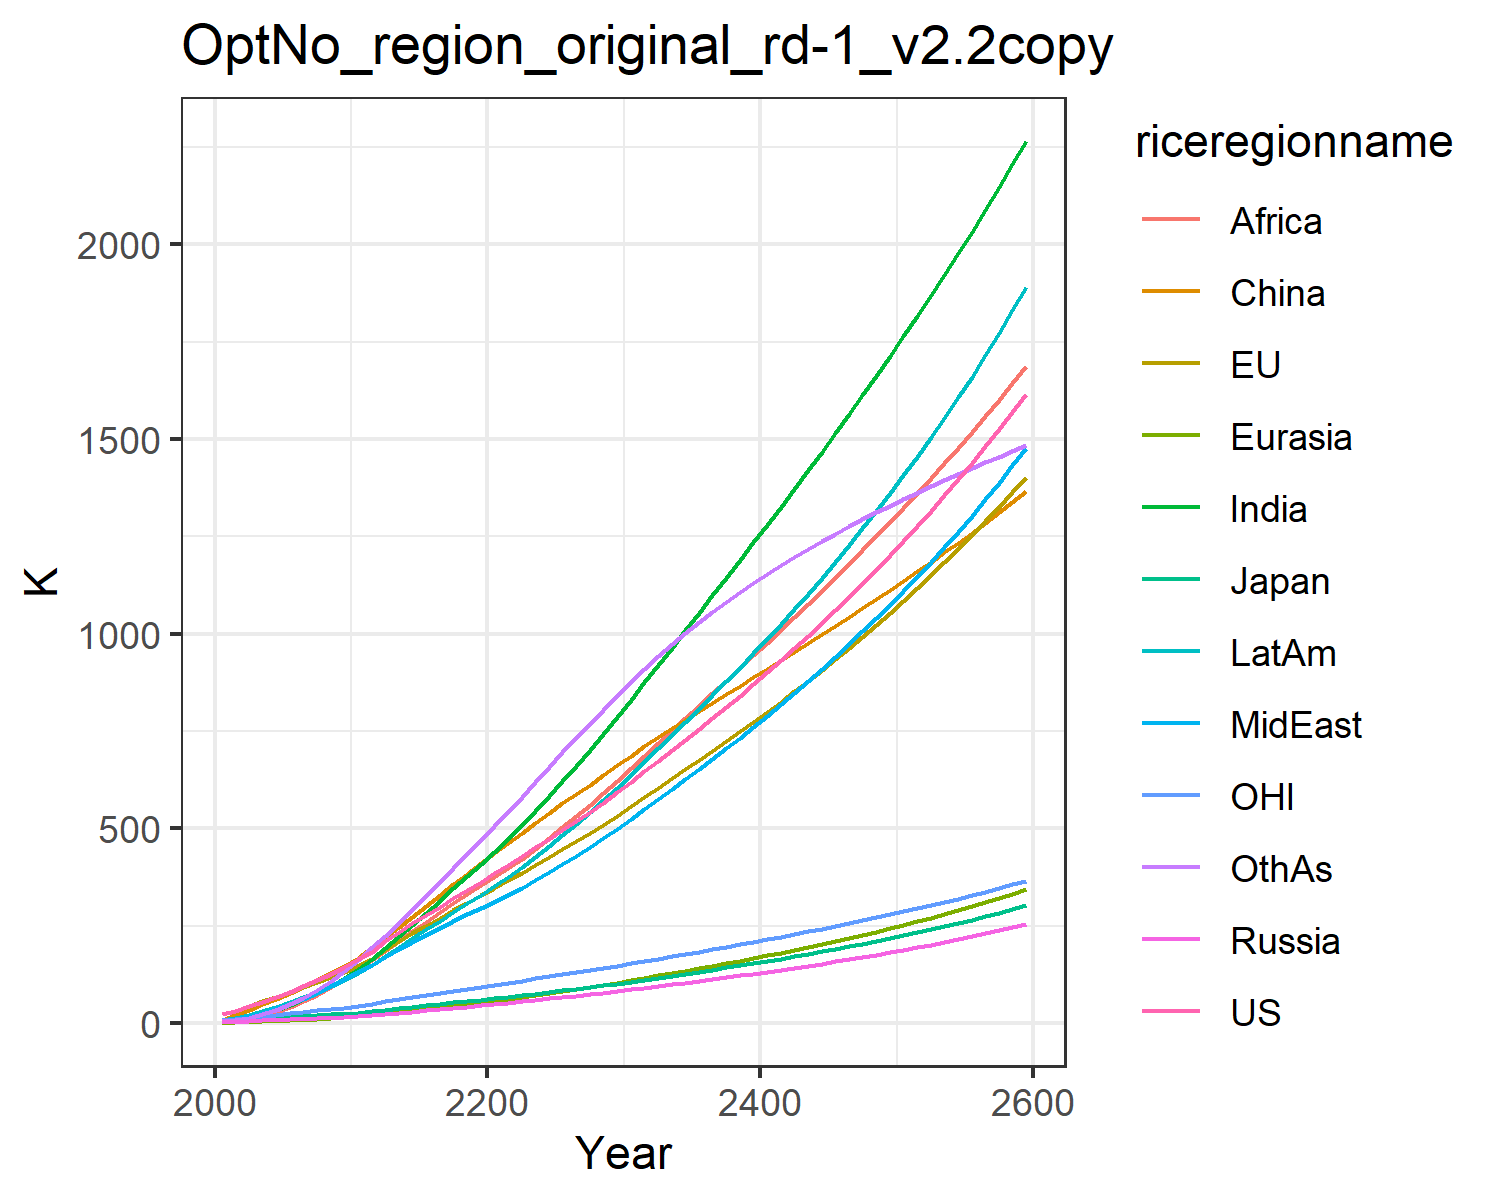 OptNo_region_original_rd-1_v2.2copy
K
2000
1500
1000
500
0
2000 2200 2400 2600
Year
riceregionname
Africa
China
EU
Eurasia
India
Japan
LatAm
MidEast
OHI
OthAs
Russia
US